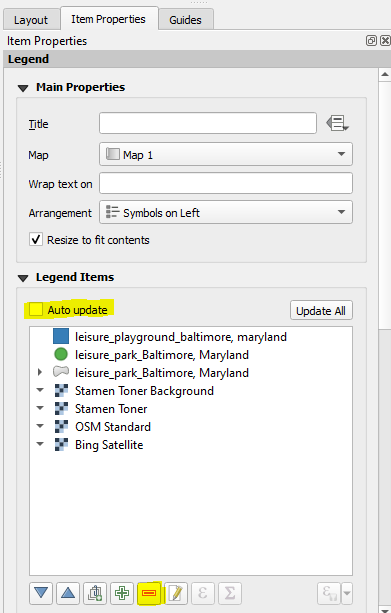 Layout Item Properties Guides
Item Properties
Legend
Main Properties
Title
Map Map 1
Wrap text on
Arrangement Symbols on Left
Resize to fit contents
Legend Items
Auto update Update All
leisure_playground_baltimore, maryland
leisure_park_Baltimore, Maryland
leisure_park_Baltimore, Maryland
Stamen Toner Background
Stamen Toner
OSM Standard
Bing Satellite
ε Σ ε